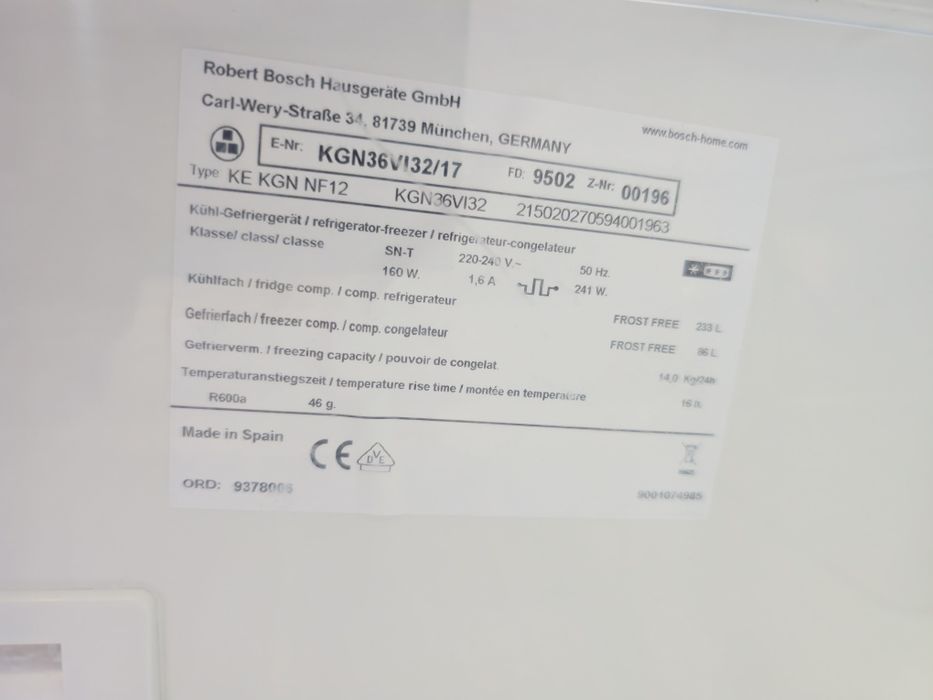 Robert Bosch Hausgeräte GmbH
Carl-Wery-Straße 34, 81739 München, GERMANY
www.bosch-home.com
E-Nr: KGN36VI32/17 FD: 9502 Z-Nr: 00196
Type KE KGN NF12 KGN36VI32 215020270594001963
Kühl-Gefriergerät / refrigerator-freezer / refrigerateur-congelateur
Klasse/ class/ classe SN-T 220-240 V~ 50 Hz.
160 W. 1,6 A 241 W.
Kühlfach / fridge comp. / comp. refrigerateur FROST FREE 233 L
Gefrierfach / freezer comp. / comp. congelateur FROST FREE 86 L
Gefrierverm. / freezing capacity / pouvoir de congelat. 14,0 Kg/24h
Temperaturanstiegszeit / temperature rise time / montée en temperature 16
R600a 46 g.
Made in Spain
CE DVE
ORD: 9001074985